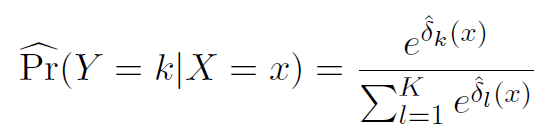 $\widehat{\Pr}(Y = k|X = x) = \frac{e^{\hat{\delta}_k(x)}}{\sum_{l=1}^{K} e^{\hat{\delta}_l(x)}}$